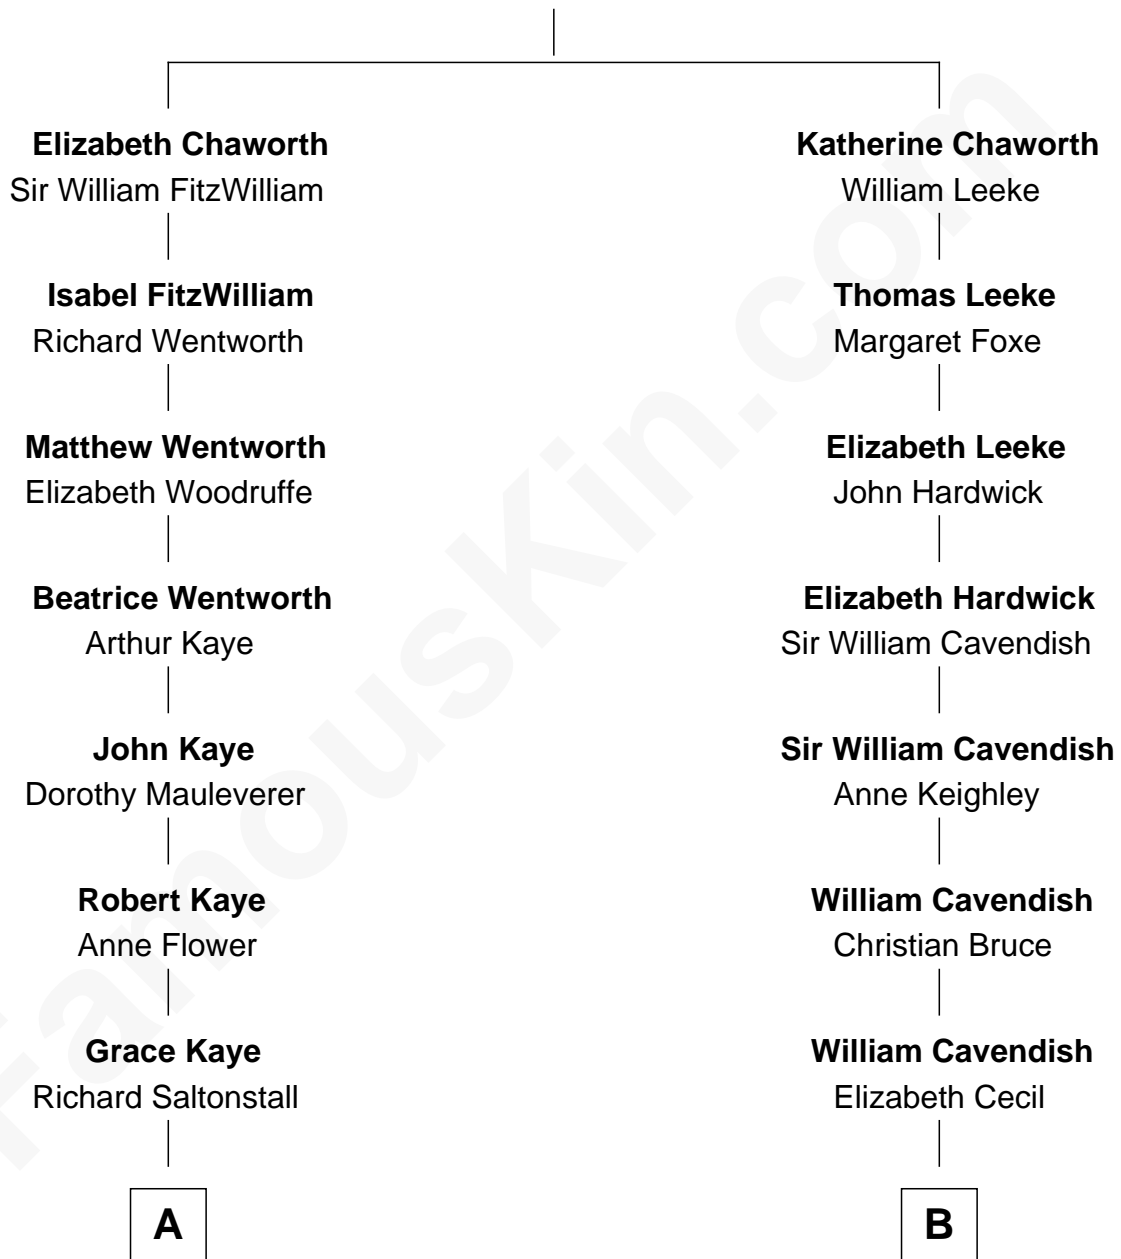 Elizabeth Chaworth
Sir William FitzWilliam
Isabel FitzWilliam
Richard Wentworth
Matthew Wentworth
Elizabeth Woodruffe
Beatrice Wentworth
Arthur Kaye
John Kaye
Dorothy Mauleverer
Robert Kaye
Anne Flower
Grace Kaye
Richard Saltonstall
A
Katherine Chaworth
William Leeke
Thomas Leeke
Margaret Foxe
Elizabeth Leeke
John Hardwick
Elizabeth Hardwick
Sir William Cavendish
Sir William Cavendish
Anne Keighley
William Cavendish
Christian Bruce
William Cavendish
Elizabeth Cecil
B
FamousKin.com